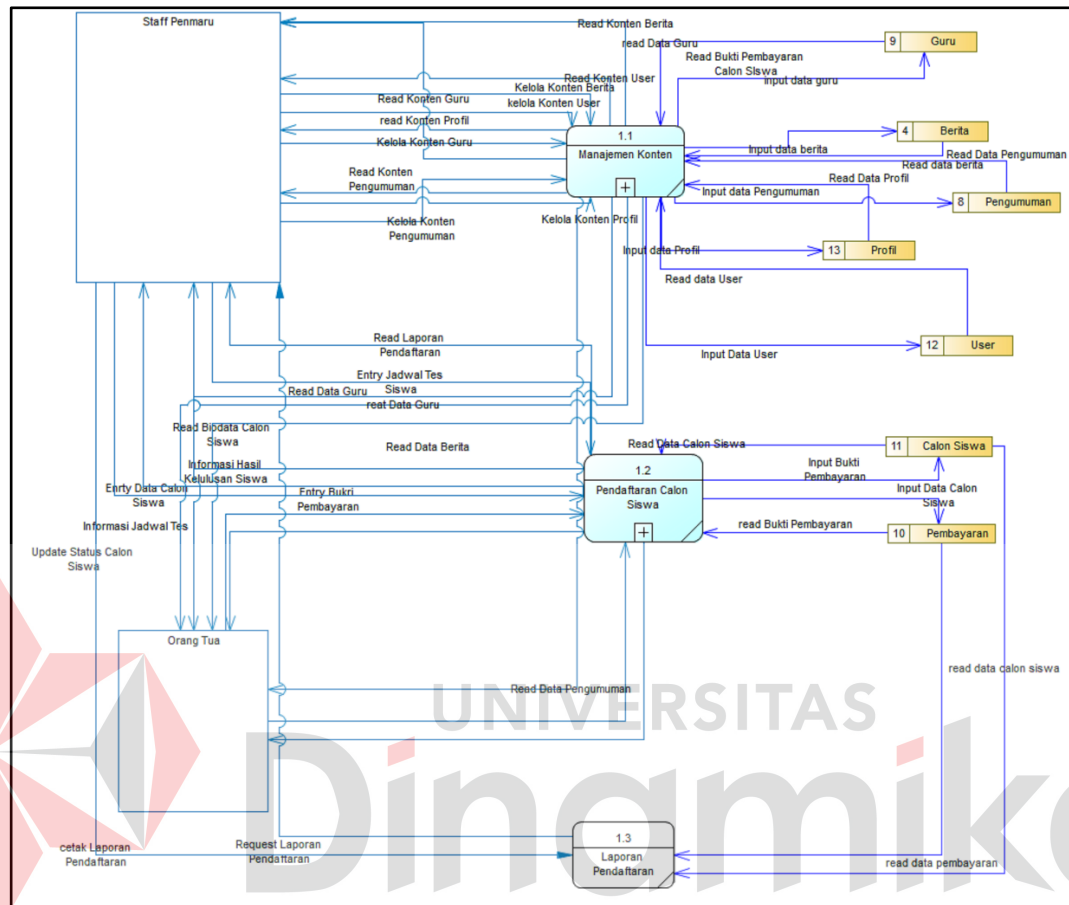 Staff Penmaru
Read Konten Berita
read Data Guru
9 Guru
Read Bukti Pembayaran
Calon SIswa
input data guru
Read Konten User
Kelola Konten Berita
Read Konten Guru
kelola Konten User
read Konten Profil
Kelola Konten Guru
1.1
Manajemen Konten
4 Berita
Input data berita
Read Data Pengumuman
Read data berita
Read Data Profil
Read Konten
Pengumuman
Input data Pengumuman
8 Pengumuman
Kelola Konten Profil
Kelola Konten
Pengumuman
Input data Profil
13 Profil
Read data User
Read Laporan
Pendaftaran
12 User
Input Data User
Entry Jadwal Tes
Siswa
Read Data Guru
reat Data Guru
Read Biodata Calon
Siswa
Read Data Berita
Read Data Calon Siswa
11 Calon Siswa
Informasi Hasil
Kelulusan Siswa
1.2
Pendaftaran Calon
Siswa
Input Bukti
Pembayaran
Enrty Data Calon
Siswa
Entry Bukri
Pembayaran
Input Data Calon
Siswa
Informasi Jadwal Tes
read Bukti Pembayaran
10 Pembayaran
Update Status Calon
Siswa
Orang Tua
read data calon siswa
Read Data Pengumuman
UNIVERSITAS
Dinamika
1.3
Laporan
Pendaftaran
cetak Laporan
Pendaftaran
Request Laporan
Pendaftaran
read data pembayaran